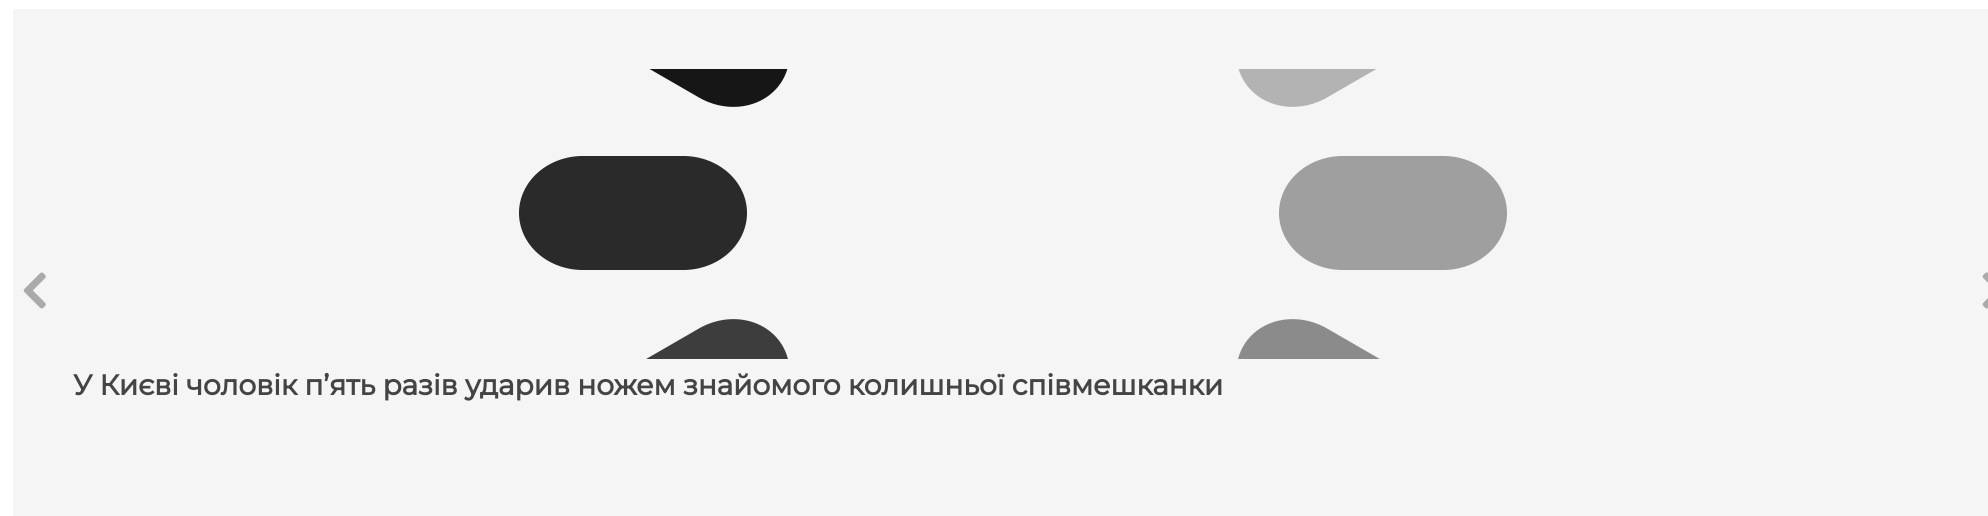 У Києві чоловік п’ять разів ударив ножем знайомого колишньої співмешканки